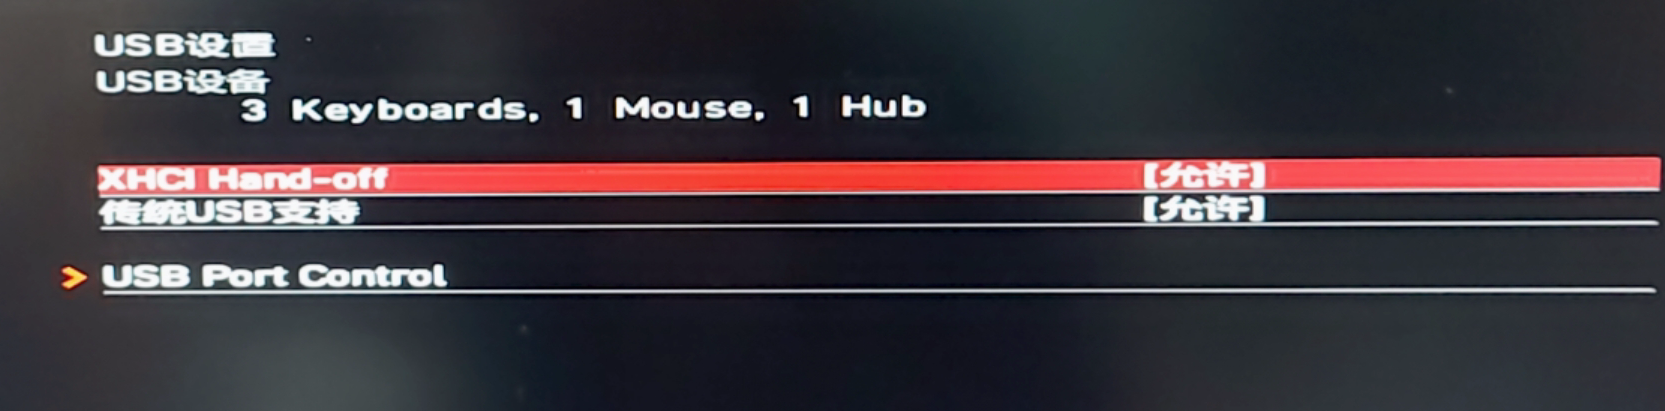 USB设置
USB设备
3 Keyboards, 1 Mouse, 1 Hub
XHCI Hand-off [允许]
传统USB支持 [允许]
> USB Port Control